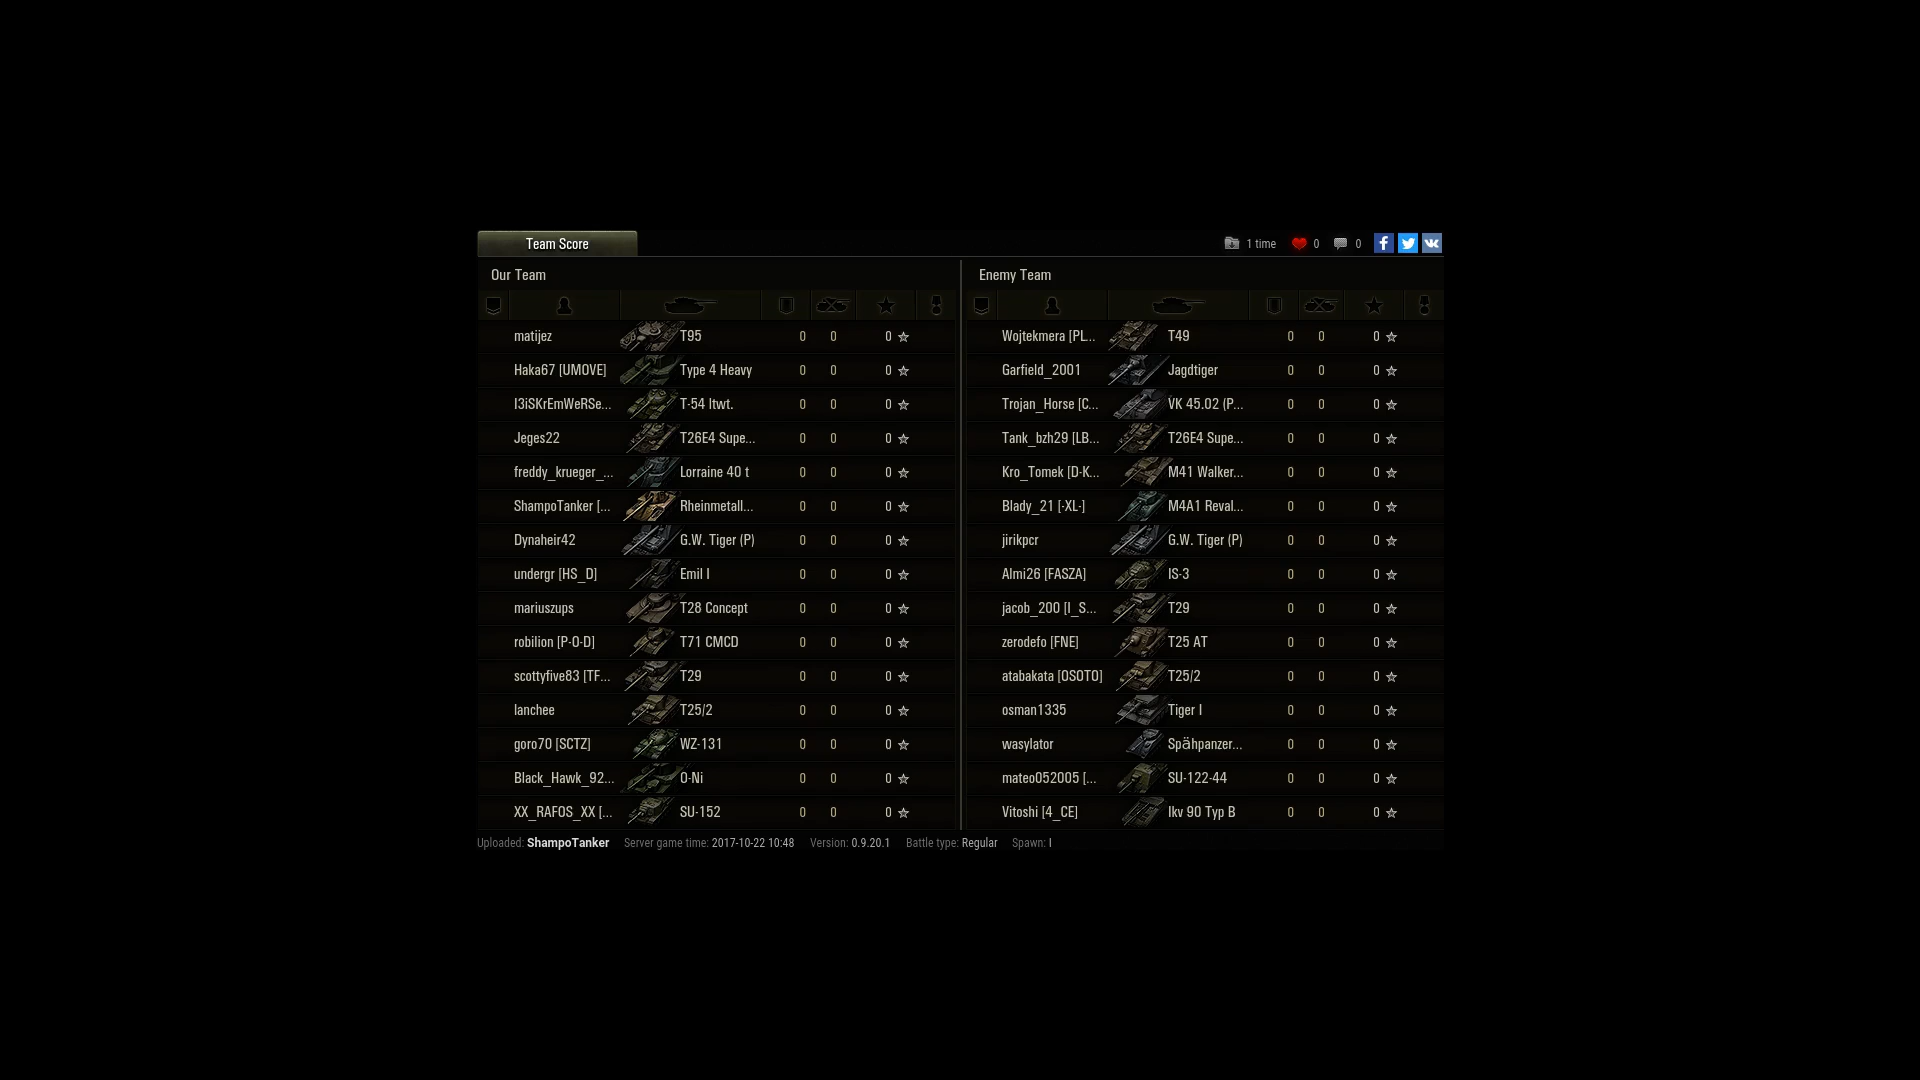 Team Score 1 time 0 0
Our Team Enemy Team
matijez T95 0 0 0 Wojtekmera [PL... T49 0 0 0
Haka67 [UMOVE] Type 4 Heavy 0 0 0 Garfield_2001 Jagdtiger 0 0 0
I3iSKrEmWeRSe... T-54 ltwt. 0 0 0 Trojan_Horse [C... VK 45.02 (P... 0 0 0
Jeges22 T26E4 Supe... 0 0 0 Tank_bzh29 [LB... T26E4 Supe... 0 0 0
freddy_krueger_... Lorraine 40 t 0 0 0 Kro_Tomek [D-K... M41 Walker... 0 0 0
ShampoTanker [... Rheinmetall... 0 0 0 Blady_21 [-XL-] M4A1 Reval... 0 0 0
Dynaheir42 G.W. Tiger (P) 0 0 0 jirikpcr G.W. Tiger (P) 0 0 0
undergr [HS_D] Emil I 0 0 0 Almi26 [FASZA] IS-3 0 0 0
mariuszups T28 Concept 0 0 0 jacob_200 [I_S... T29 0 0 0
robilion [P-O-D] T71 CMCD 0 0 0 zerodefo [FNE] T25 AT 0 0 0
scottyfive83 [TF... T29 0 0 0 atabakata [OSOTO] T25/2 0 0 0
lanchee T25/2 0 0 0 osman1335 Tiger I 0 0 0
goro70 [SCTZ] WZ-131 0 0 0 wasylator Spähpanzer... 0 0 0
Black_Hawk_92... O-Ni 0 0 0 mateo052005 [... SU-122-44 0 0 0
XX_RAFOS_XX [... SU-152 0 0 0 Vitoshi [4_CE] Ikv 90 Typ B 0 0 0
Uploaded: ShampoTanker Server game time: 2017-10-22 10:48 Version: 0.9.20.1 Battle type: Regular Spawn: I